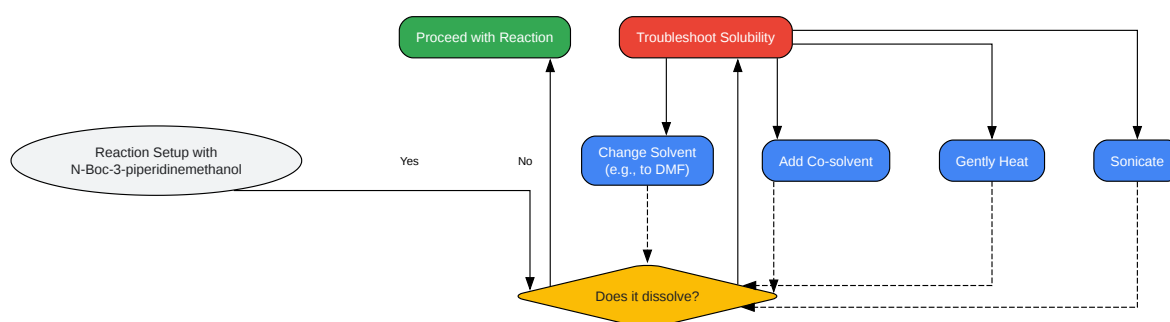 Proceed with Reaction
Troubleshoot Solubility
Reaction Setup with
N-Boc-3-piperidinemethanol
Yes
No
Change Solvent
(e.g., to DMF)
Add Co-solvent
Gently Heat
Sonicate
Does it dissolve?